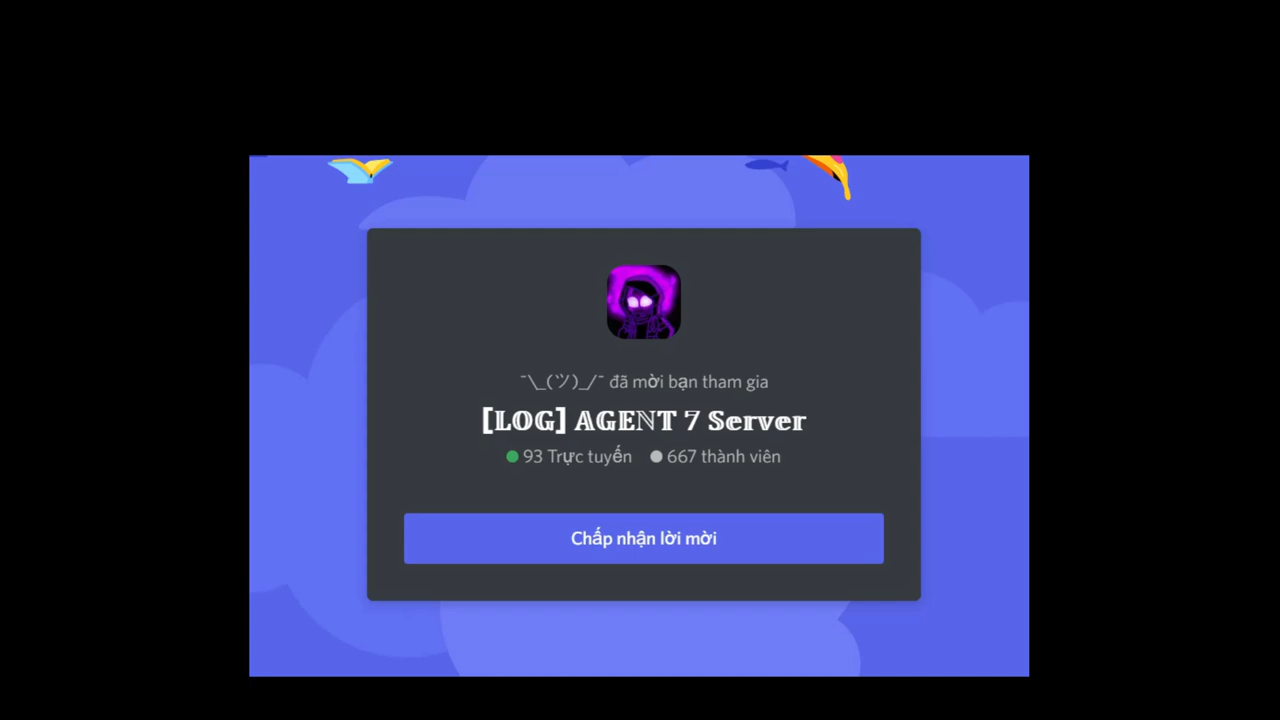 ¯\_(ツ)_/¯ đã mời bạn tham gia
[𝕃𝕆𝔾] 𝔸𝔾𝔼ℕ𝕋 𝟟 𝕊𝕖𝕣𝕧𝕖𝕣
93 Trực tuyến 667 thành viên
Chấp nhận lời mời